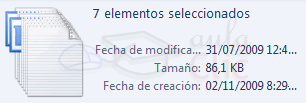 7 elementos seleccionados
Fecha de modifica... 31/07/2009 12:4...
Tamaño: 86,1 KB
Fecha de creación: 02/11/2009 8:29...